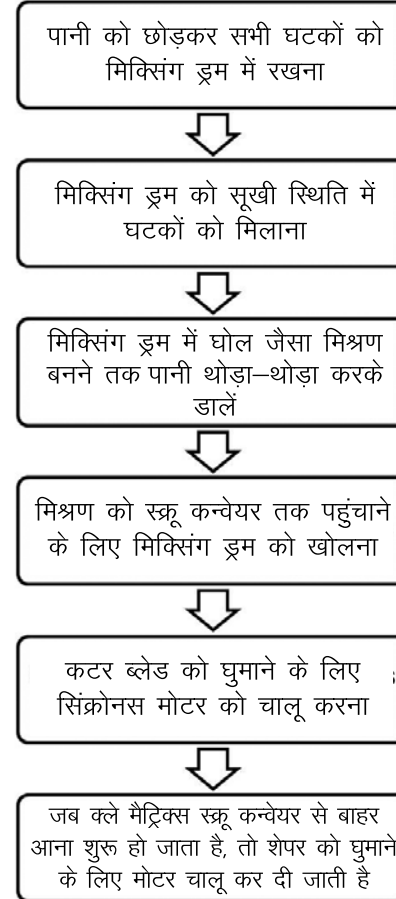 पानी को छोड़कर सभी घटकों को
मिक्सिंग ड्रम में रखना
मिक्सिंग ड्रम को सूखी स्थिति में
घटकों को मिलाना
मिक्सिंग ड्रम में घोल जैसा मिश्रण
बनने तक पानी थोड़ा–थोड़ा करके
डालें
मिश्रण को स्क्रू कन्वेयर तक पहुंचाने
के लिए मिक्सिंग ड्रम को खोलना
कटर ब्लेड को घुमाने के लिए
सिंक्रोनस मोटर को चालू करना
जब क्ले मैट्रिक्स स्क्रू कन्वेयर से बाहर
आना शुरू हो जाता है, तो शेपर को घुमाने
के लिए मोटर चालू कर दी जाती है